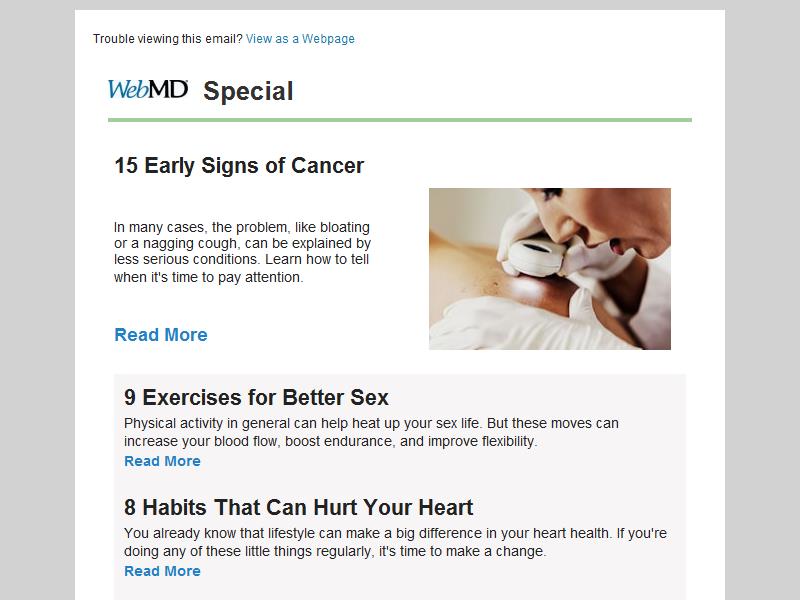 Trouble viewing this email? View as a Webpage
WebMD Special
15 Early Signs of Cancer
In many cases, the problem, like bloating
or a nagging cough, can be explained by
less serious conditions. Learn how to tell
when it's time to pay attention.
Read More
9 Exercises for Better Sex
Physical activity in general can help heat up your sex life. But these moves can
increase your blood flow, boost endurance, and improve flexibility.
Read More
8 Habits That Can Hurt Your Heart
You already know that lifestyle can make a big difference in your heart health. If you're
doing any of these little things regularly, it's time to make a change.
Read More